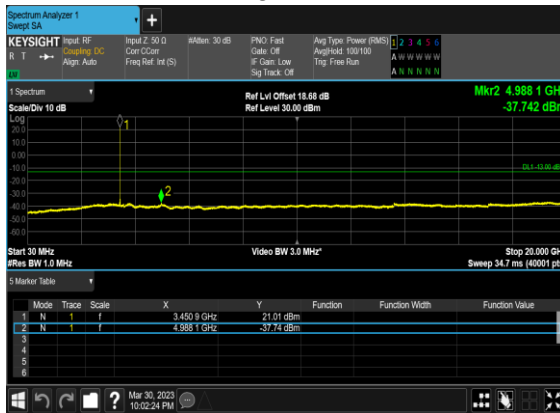 Spectrum Analyzer 1
Swept SA
+
KEYSIGHT Input: RF Input Z: 50 Ω #Atten: 30 dB PNO: Fast Avg Type: Power (RMS) 1 2 3 4 5 6
R T Coupling: DC Corr CCorr Gate: Off Avg|Hold: 100/100 A W W W W W
Align: Auto Freq Ref: Int (S) IF Gain: Low Trig: Free Run
Sig Track: Off A N N N N N
1 Spectrum
Ref Lvl Offset 18.68 dB Mkr2 4.988 1 GH
Scale/Div 10 dB Ref Level 30.00 dBm -37.742 dBm
Log
20.0
10.0
0.00
-10.0
-20.0
-30.0
-40.0
-50.0
-60.0
1
2
DL1 -13.00 dB
Start 30 MHz Video BW 3.0 MHz* Stop 20.000 GH
#Res BW 1.0 MHz Sweep 34.7 ms (40001 pts
5 Marker Table
Mode Trace Scale X Y Function Function Width Function Value
1 N 1 f 3.450 9 GHz 21.01 dBm
2 N 1 f 4.988 1 GHz -37.74 dBm
3
4
5
6
? Mar 30, 2023
10:02:24 PM